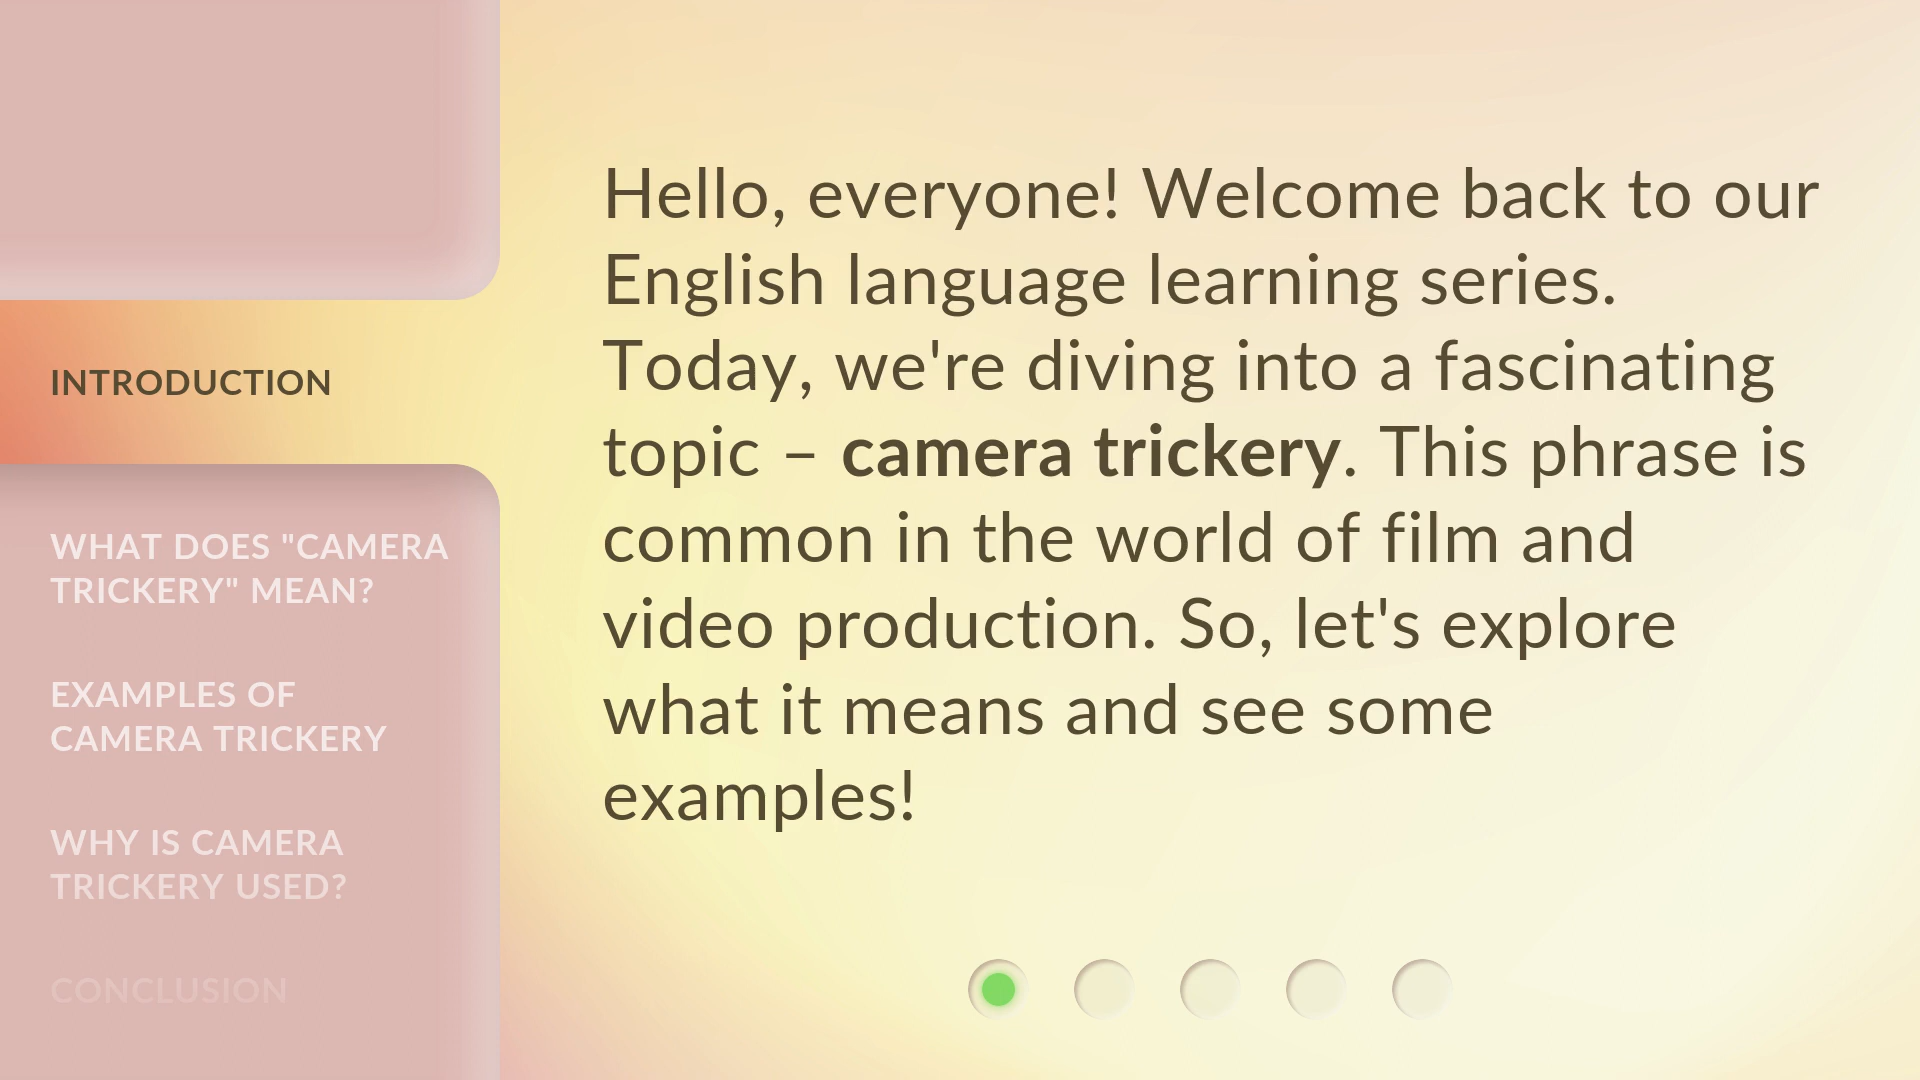 INTRODUCTION
WHAT DOES "CAMERA
TRICKERY" MEAN?
EXAMPLES OF
CAMERA TRICKERY
WHY IS CAMERA
TRICKERY USED?
CONCLUSION
Hello, everyone! Welcome back to our
English language learning series.
Today, we're diving into a fascinating
topic – camera trickery. This phrase is
common in the world of film and
video production. So, let's explore
what it means and see some
examples!